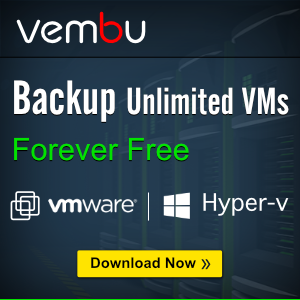 vembu
Backup Unlimited VMs
Forever Free
vmware® | Hyper-v
Download Now »